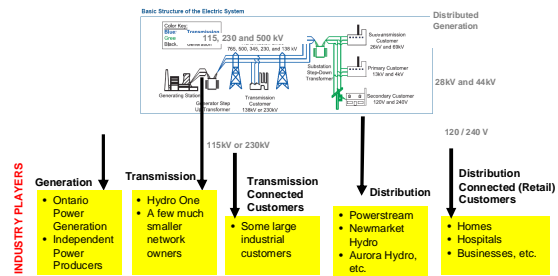 Basic Structure of the Electric System
Distributed
Generation
Color Key:
Blue: Transmission
Gree
Black:
115, 230 and 500 kV
765, 500, 345, 230, and 138 kV
Subtransmission
Customer
26kV and 69kV
Substation
Step-Down
Transformer
Primary Customer
13kV and 4kV
28kV and 44kV
Generating Station
Generator Step
Up Transformer
Transmission
Customer
138kV or 230kV
Secondary Customer
120V and 240V
115kV or 230kV
120 / 240 V
INDUSTRY PLAYERS
Generation
• Ontario
Power
Generation
• Independent
Power
Producers
Transmission
• Hydro One
• A few much
smaller
network
owners
Transmission
Connected
Customers
• Some large
industrial
customers
Distribution
• Powerstream
• Newmarket
Hydro
• Aurora Hydro,
etc.
Distribution
Connected (Retail)
Customers
• Homes
• Hospitals
• Businesses, etc.